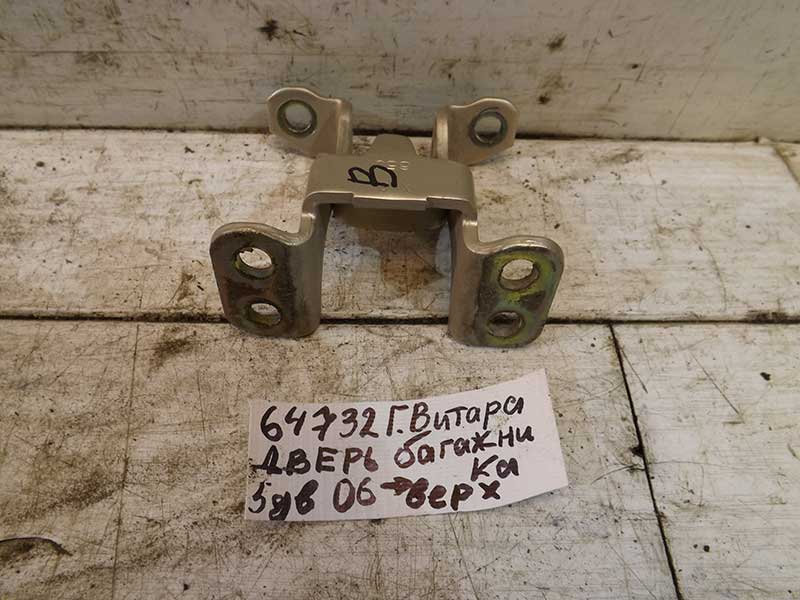 В
64732 Г.Витара
ДВЕРЬ багажни
ка
5дв 06→верх